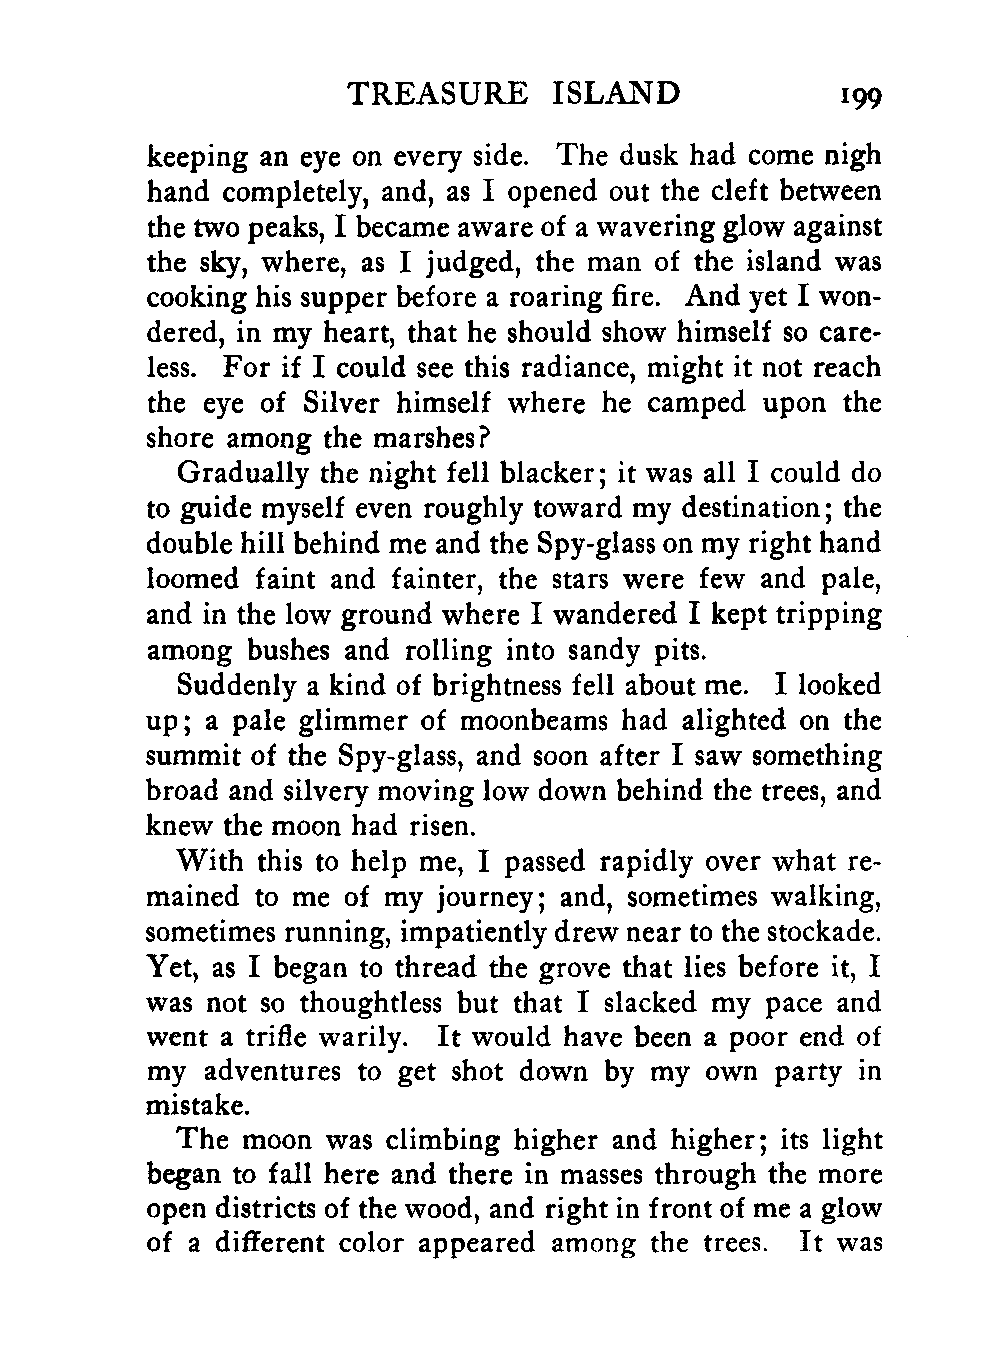 TREASURE ISLAND 199
keeping an eye on every side. The dusk had come nigh
hand completely, and, as I opened out the cleft between
the two peaks, I became aware of a wavering glow against
the sky, where, as I judged, the man of the island was
cooking his supper before a roaring fire. And yet I won-
dered, in my heart, that he should show himself so care-
less. For if I could see this radiance, might it not reach
the eye of Silver himself where he camped upon the
shore among the marshes?
Gradually the night fell blacker; it was all I could do
to guide myself even roughly toward my destination; the
double hill behind me and the Spy-glass on my right hand
loomed faint and fainter, the stars were few and pale,
and in the low ground where I wandered I kept tripping
among bushes and rolling into sandy pits.
Suddenly a kind of brightness fell about me. I looked
up; a pale glimmer of moonbeams had alighted on the
summit of the Spy-glass, and soon after I saw something
broad and silvery moving low down behind the trees, and
knew the moon had risen.
With this to help me, I passed rapidly over what re-
mained to me of my journey; and, sometimes walking,
sometimes running, impatiently drew near to the stockade.
Yet, as I began to thread the grove that lies before it, I
was not so thoughtless but that I slacked my pace and
went a trifle warily. It would have been a poor end of
my adventures to get shot down by my own party in
mistake.
The moon was climbing higher and higher; its light
began to fall here and there in masses through the more
open districts of the wood, and right in front of me a glow
of a different color appeared among the trees. It was